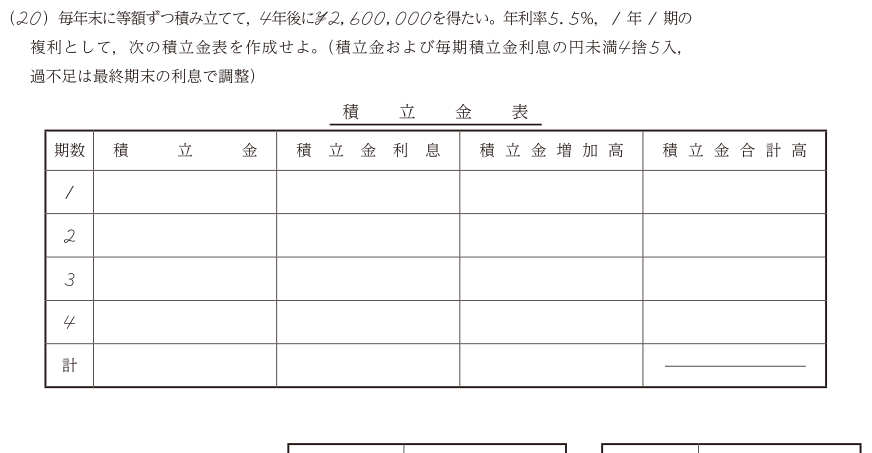 (20) 毎年末に等額ずつ積み立てて，4年後に¥2,600,000を得たい。年利率5.5%，1年1期の
複利として，次の積立金表を作成せよ。(積立金および毎期積立金利息の円未満4捨5入，
過不足は最終期末の利息で調整)
積立金表
期数 積立金 積立金利息 積立金増加高 積立金合計高
1
2
3
4
計